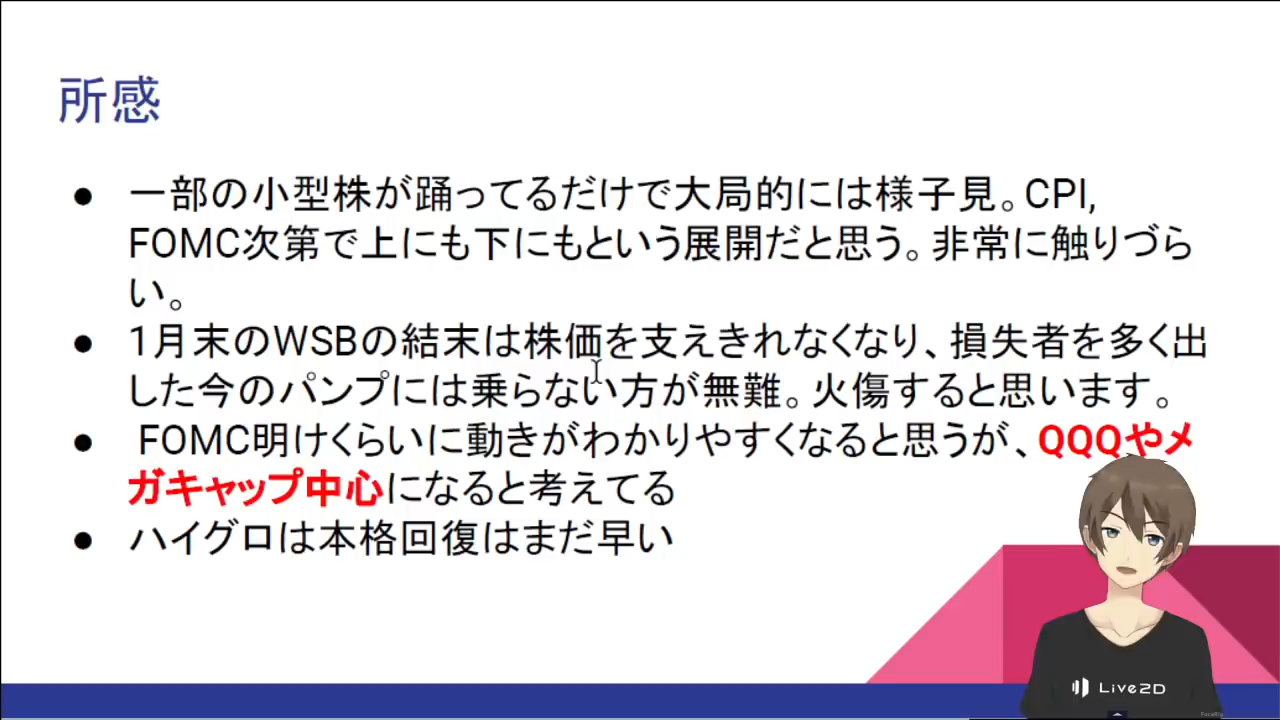 所感
● 一部の小型株が踊ってるだけで大局的には様子見。CPI,
FOMC次第で上にも下にもという展開だと思う。非常に触りづら
い。
● 1月末のWSBの結末は株価を支えきれなくなり、損失者を多く出
した今のパンプには乗らない方が無難。火傷すると思います。
● FOMC明けくらいに動きがわかりやすくなると思うが、QQQやメ
ガキャップ中心になると考えてる
● ハイグロは本格回復はまだ早い
Live2D
FaceRig